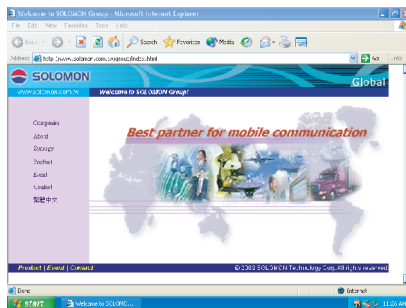 Welcome to SOLOMON Group - Microsoft Internet Explorer
File Edit View Favorites Tools Help
Back Search Favorites Media
Address http://www.solomon.com.tw/group/index.html Go Links
SOLOMON
Global
www.solomon.com.tw Welcome to SOLOMON Group!
Companies
About
Strategy
Product
Event
Contact
繁體中文
Best partner for mobile communication
Product | Event | Contact © 2002 SOLOMON Technology Corp. All rights reserved.
Done Internet
start Welcome to SOLOMO... 11:26 AM